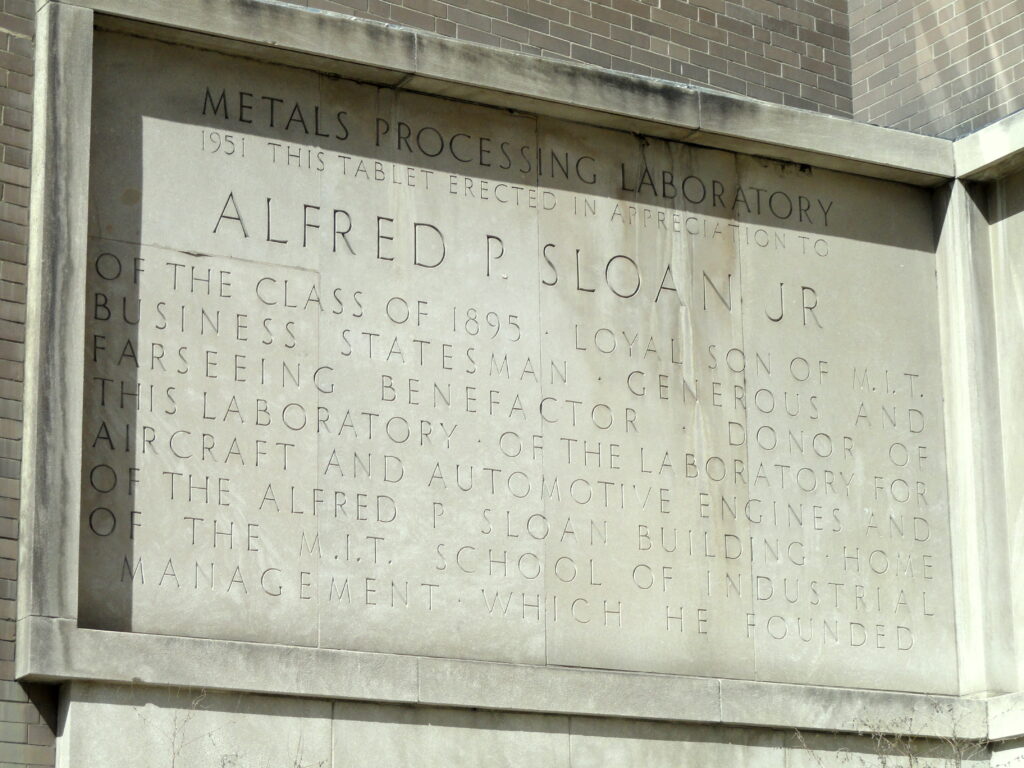 METALS PROCESSING LABORATORY
1951 THIS TABLET ERECTED IN APPRECIATION TO
ALFRED P. SLOAN JR
OF THE CLASS OF 1895 · LOYAL SON OF M.I.T.
BUSINESS STATESMAN · GENEROUS AND
FARSEEING BENEFACTOR · DONOR OF
THIS LABORATORY · OF THE LABORATORY FOR
AIRCRAFT AND AUTOMOTIVE ENGINES AND
OF THE ALFRED P. SLOAN BUILDING · HOME
OF THE M.I.T. SCHOOL OF INDUSTRIAL
MANAGEMENT · WHICH HE FOUNDED